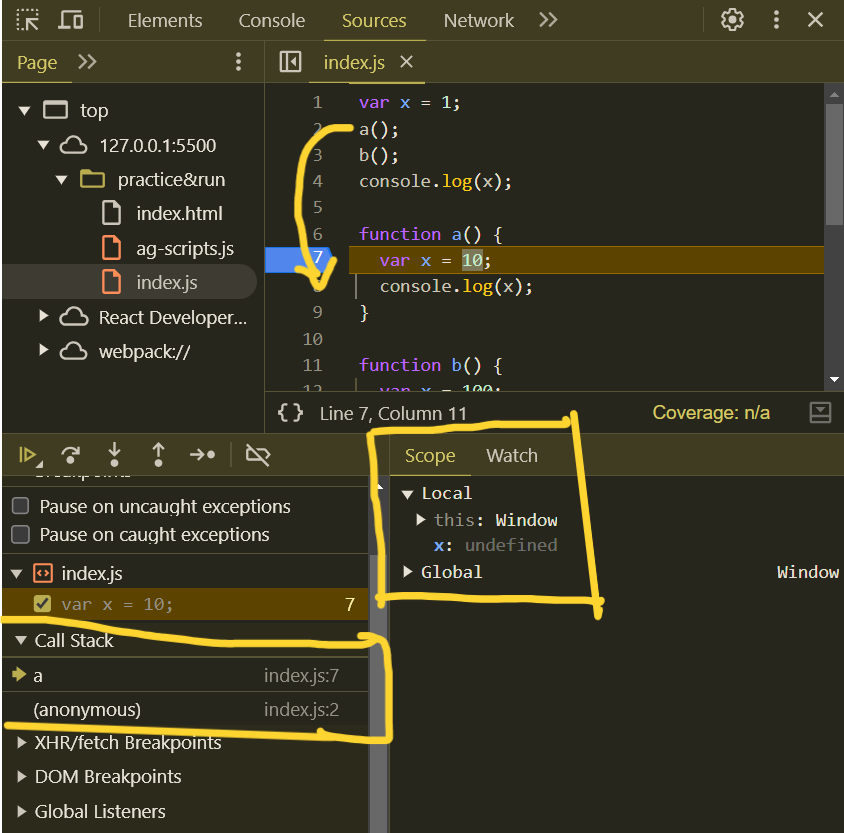 Elements Console Sources Network
Page
index.js
top
127.0.0.1:5500
practice&run
index.html
ag-scripts.js
index.js
React Developer...
webpack://
1 var x = 1;
2 a();
3 b();
4 console.log(x);
5
6 function a() {
7 var x = 10;
console.log(x);
9 }
10
11 function b() {
12 var x = 100;
{} Line 7, Column 11 Coverage: n/a
Breakpoints
Pause on uncaught exceptions
Pause on caught exceptions
index.js
var x = 10; 7
Call Stack
a index.js:7
(anonymous) index.js:2
XHR/fetch Breakpoints
DOM Breakpoints
Global Listeners
Scope Watch
Local
this: Window
x: undefined
Global Window